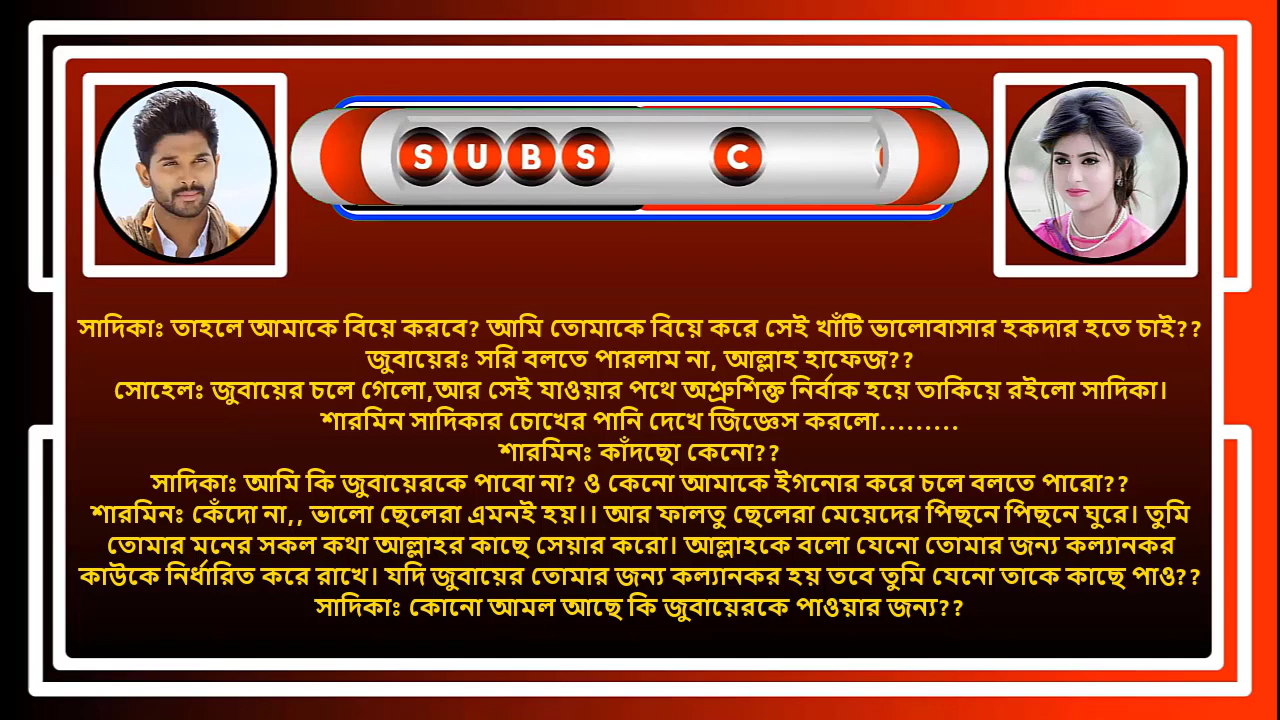 SUBS C
সাদিকাঃ তাহলে আমাকে বিয়ে করবে? আমি তোমাকে বিয়ে করে সেই খাঁটি ভালোবাসার হকদার হতে চাই??
জুবায়েরঃ সরি বলতে পারলাম না, আল্লাহ হাফেজ??
সোহেলঃ জুবায়ের চলে গেলো,আর সেই যাওয়ার পথে অশ্রুশিক্ত নির্বাক হয়ে তাকিয়ে রইলো সাদিকা।
শারমিন সাদিকার চোখের পানি দেখে জিজ্ঞেস করলো.........
শারমিনঃ কাঁদছো কেনো??
সাদিকাঃ আমি কি জুবায়েরকে পাবো না? ও কেনো আমাকে ইগনোর করে চলে বলতে পারো??
শারমিনঃ কেঁদো না,, ভালো ছেলেরা এমনই হয়।। আর ফালতু ছেলেরা মেয়েদের পিছনে পিছনে ঘুরে। তুমি
তোমার মনের সকল কথা আল্লাহর কাছে সেয়ার করো। আল্লাহকে বলো যেনো তোমার জন্য কল্যানকর
কাউকে নির্ধারিত করে রাখে। যদি জুবায়ের তোমার জন্য কল্যানকর হয় তবে তুমি যেনো তাকে কাছে পাও??
সাদিকাঃ কোনো আমল আছে কি জুবায়েরকে পাওয়ার জন্য??